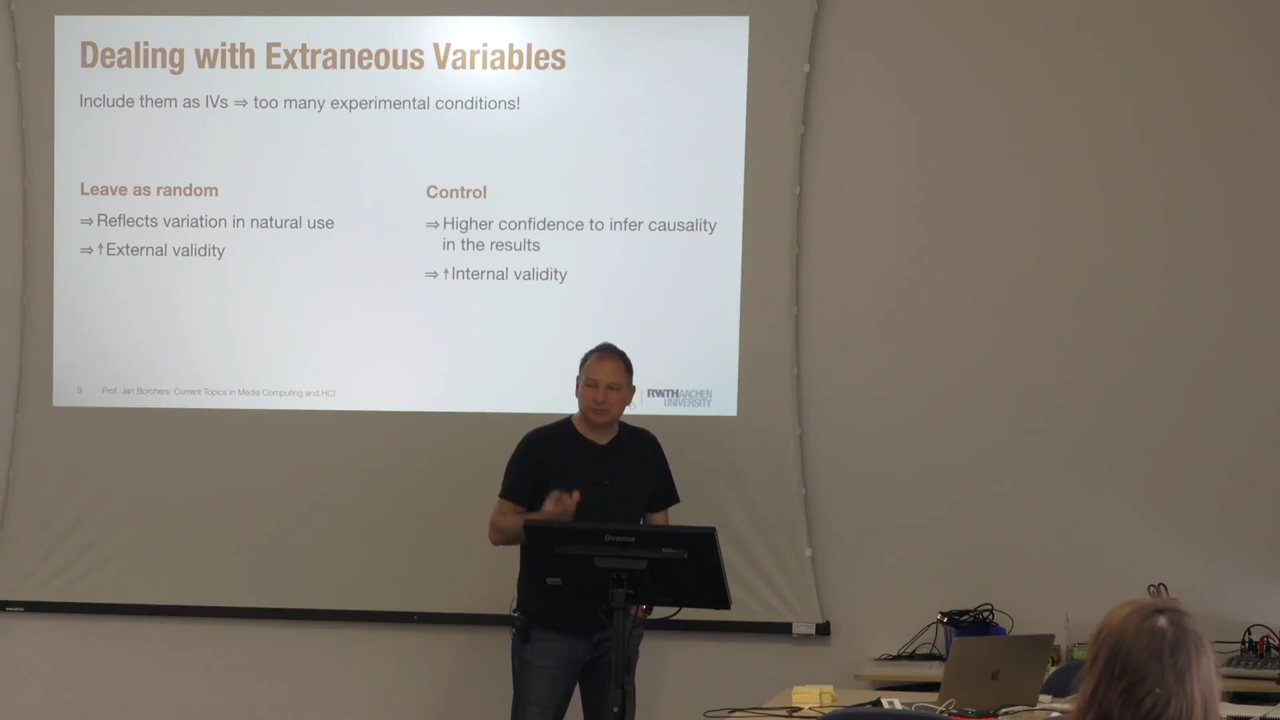 Dealing with Extraneous Variables
Include them as IVs ⇒ too many experimental conditions!
Leave as random
⇒ Reflects variation in natural use
⇒ ↑ External validity
Control
⇒ Higher confidence to infer causality
in the results
⇒ ↑ Internal validity
9 Prof. Jan Borchers: Current Topics in Media Computing and HCI
RWTHAACHEN
UNIVERSITY
iiyama